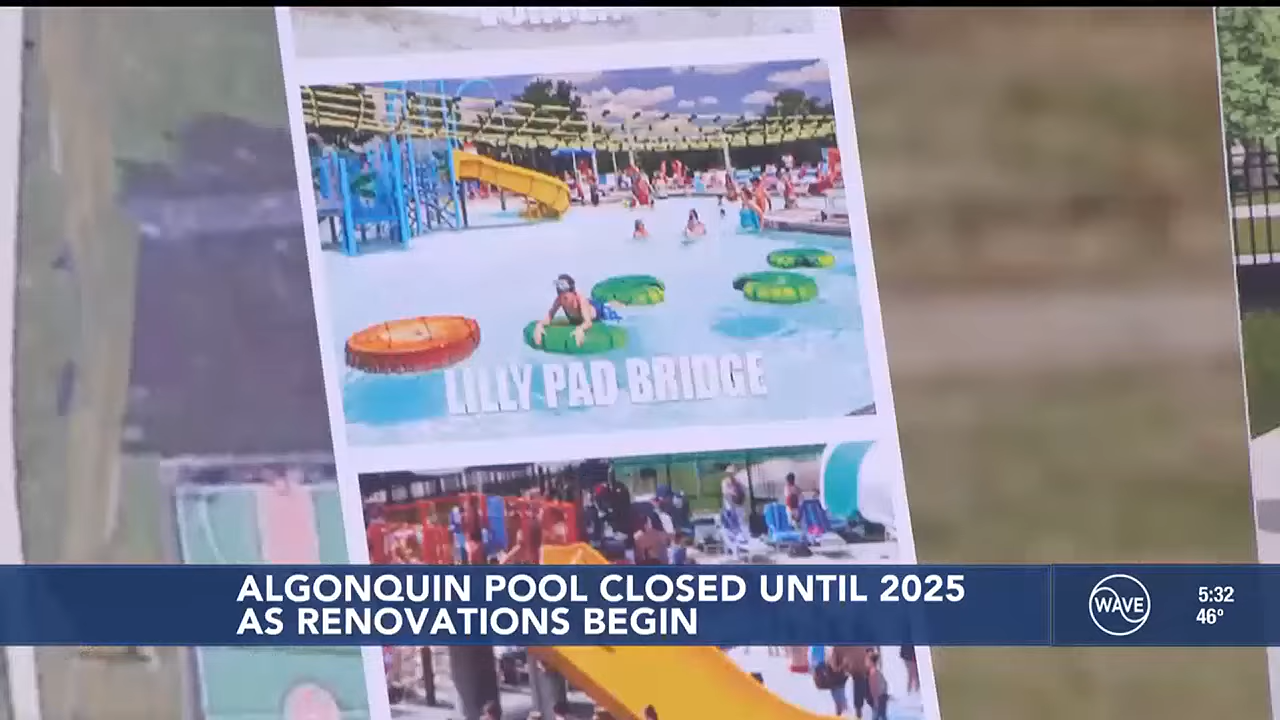 LILLY PAD BRIDGE
ALGONQUIN POOL CLOSED UNTIL 2025
AS RENOVATIONS BEGIN
WAVE
5:32
46°